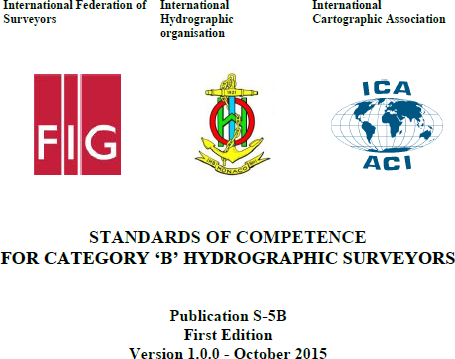 International Federation of
Surveyors
International
Hydrographic
organisation
International
Cartographic Association
FIG
1921
MONACO
ICA
ACI
STANDARDS OF COMPETENCE
FOR CATEGORY ‘B’ HYDROGRAPHIC SURVEYORS
Publication S-5B
First Edition
Version 1.0.0 - October 2015